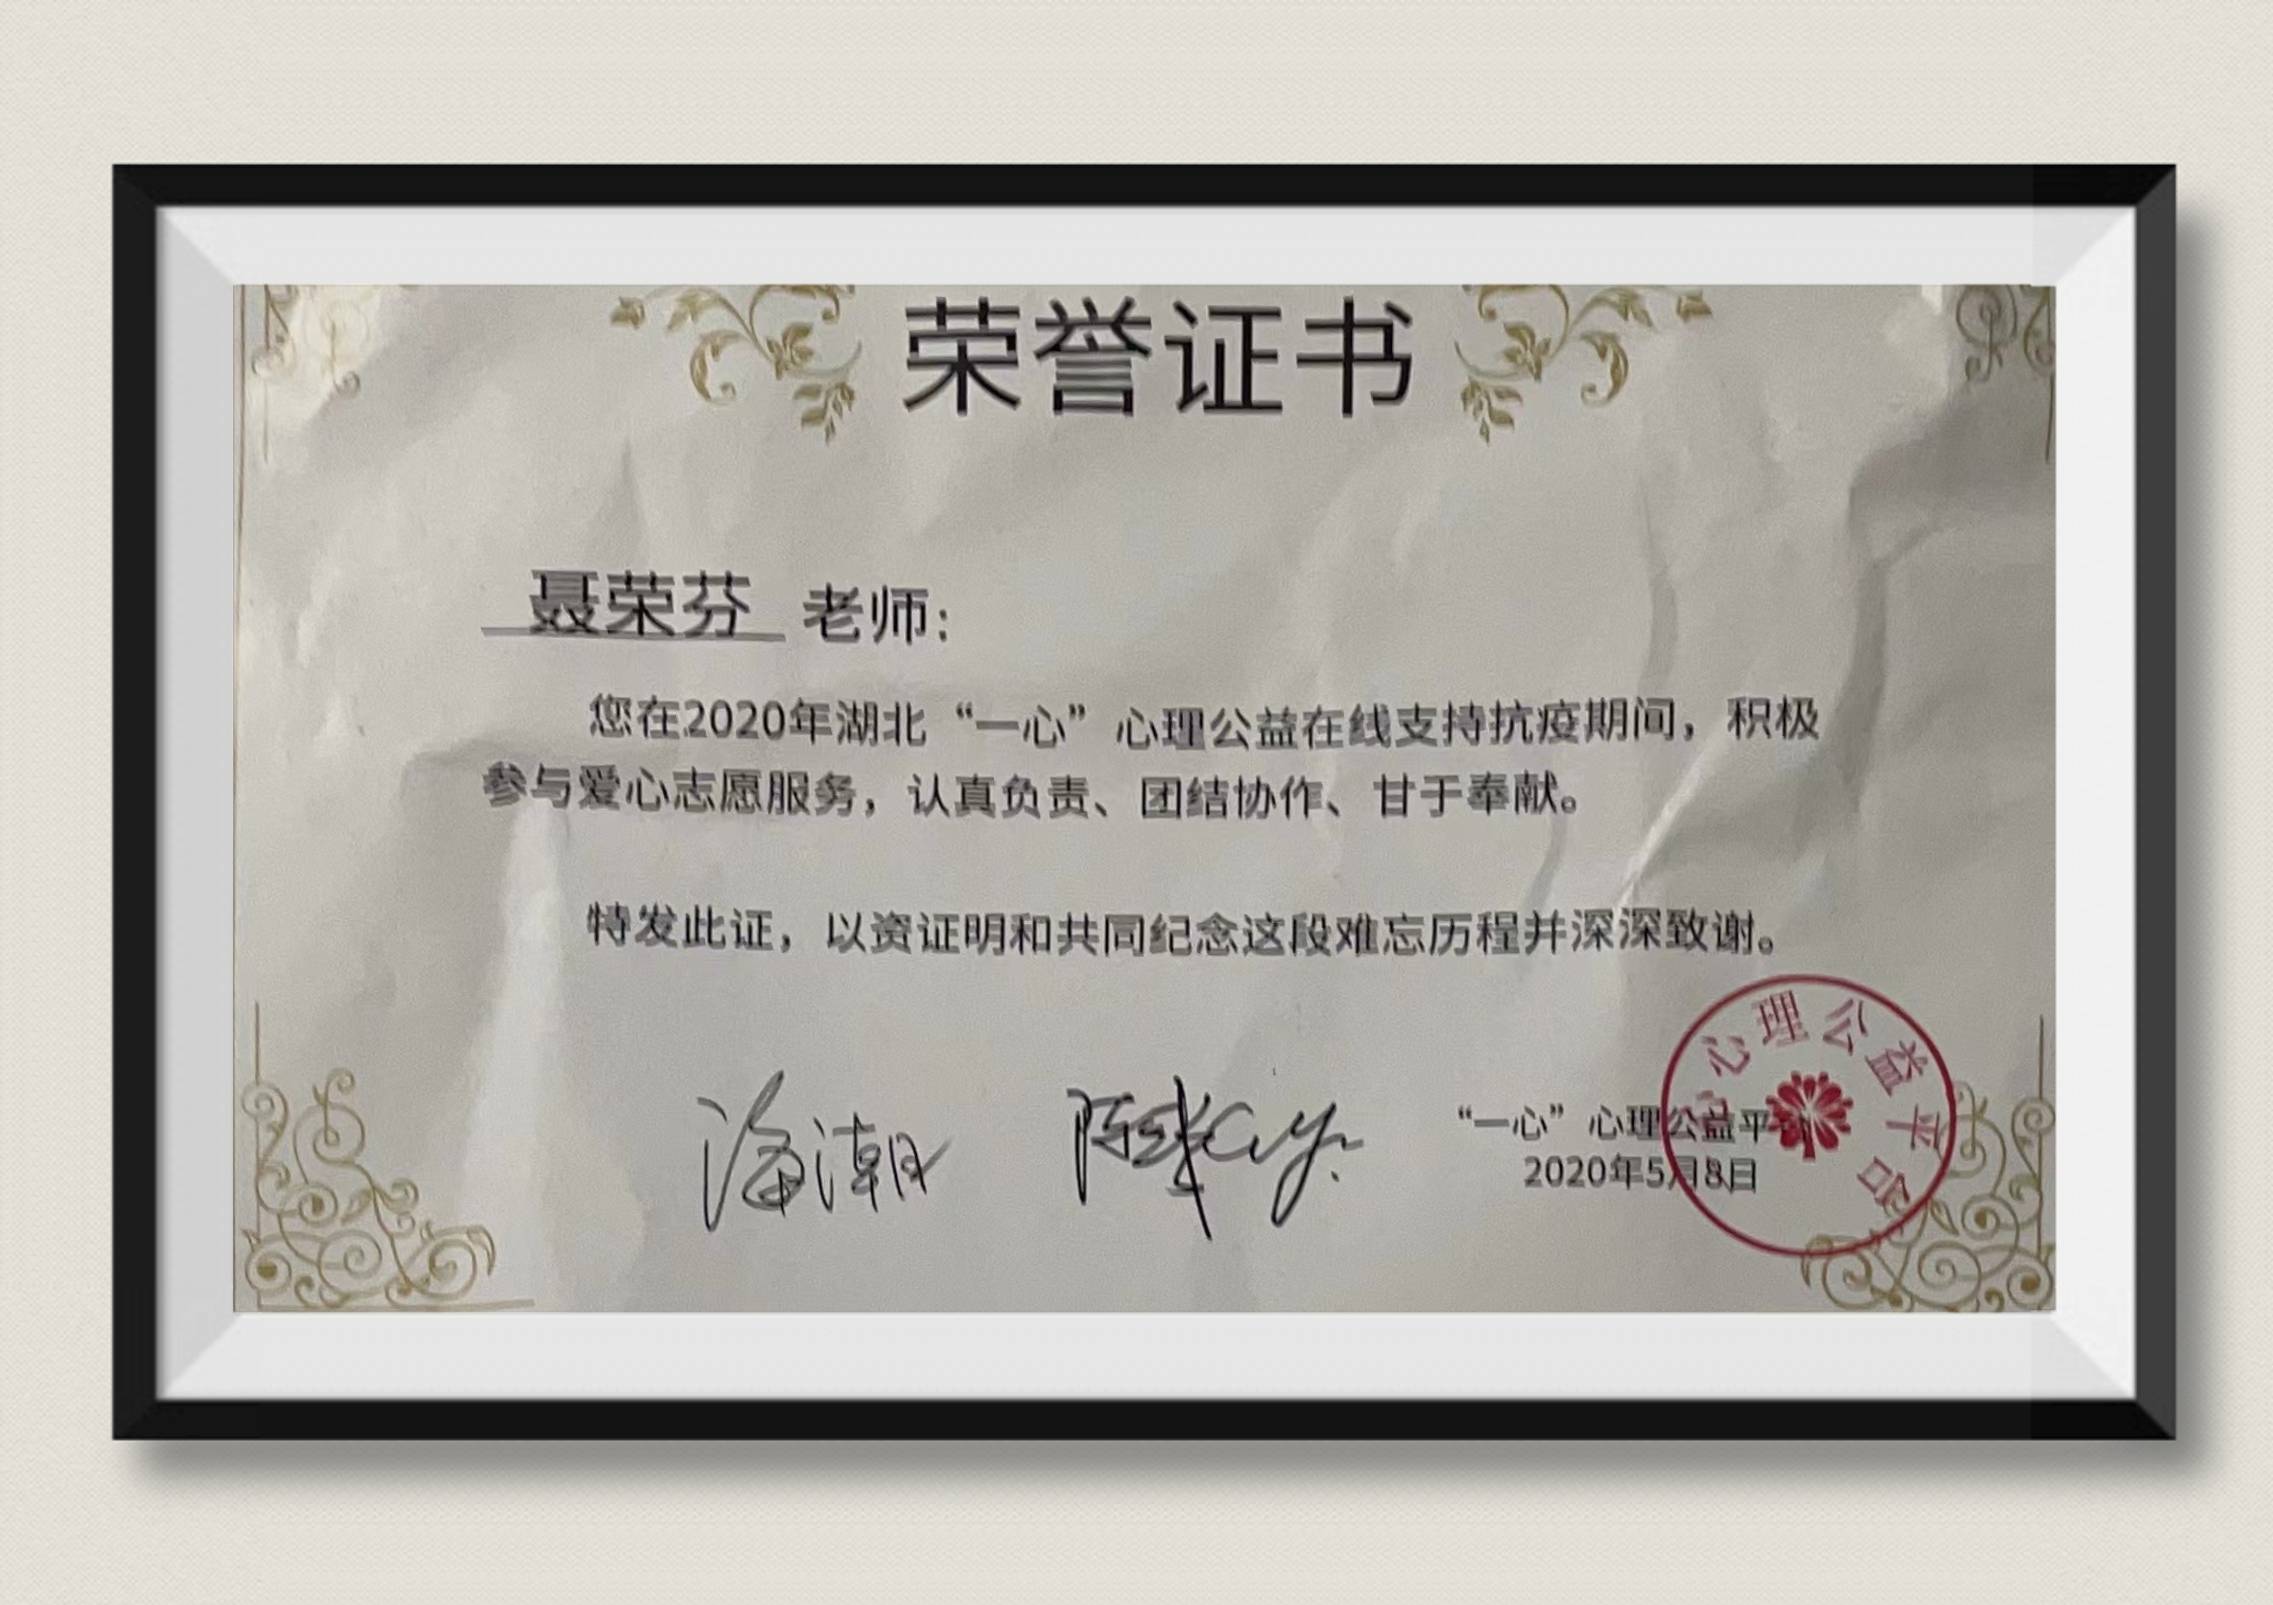 荣誉证书
聂荣芬 老师:
您在2020年湖北“一心”心理公益在线支持抗疫期间，积极
参与爱心志愿服务，认真负责、团结协作、甘于奉献。
特发此证，以资证明和共同纪念这段难忘历程并深深致谢。
“一心”心理公益平
2020年5月8日
心理公益平台